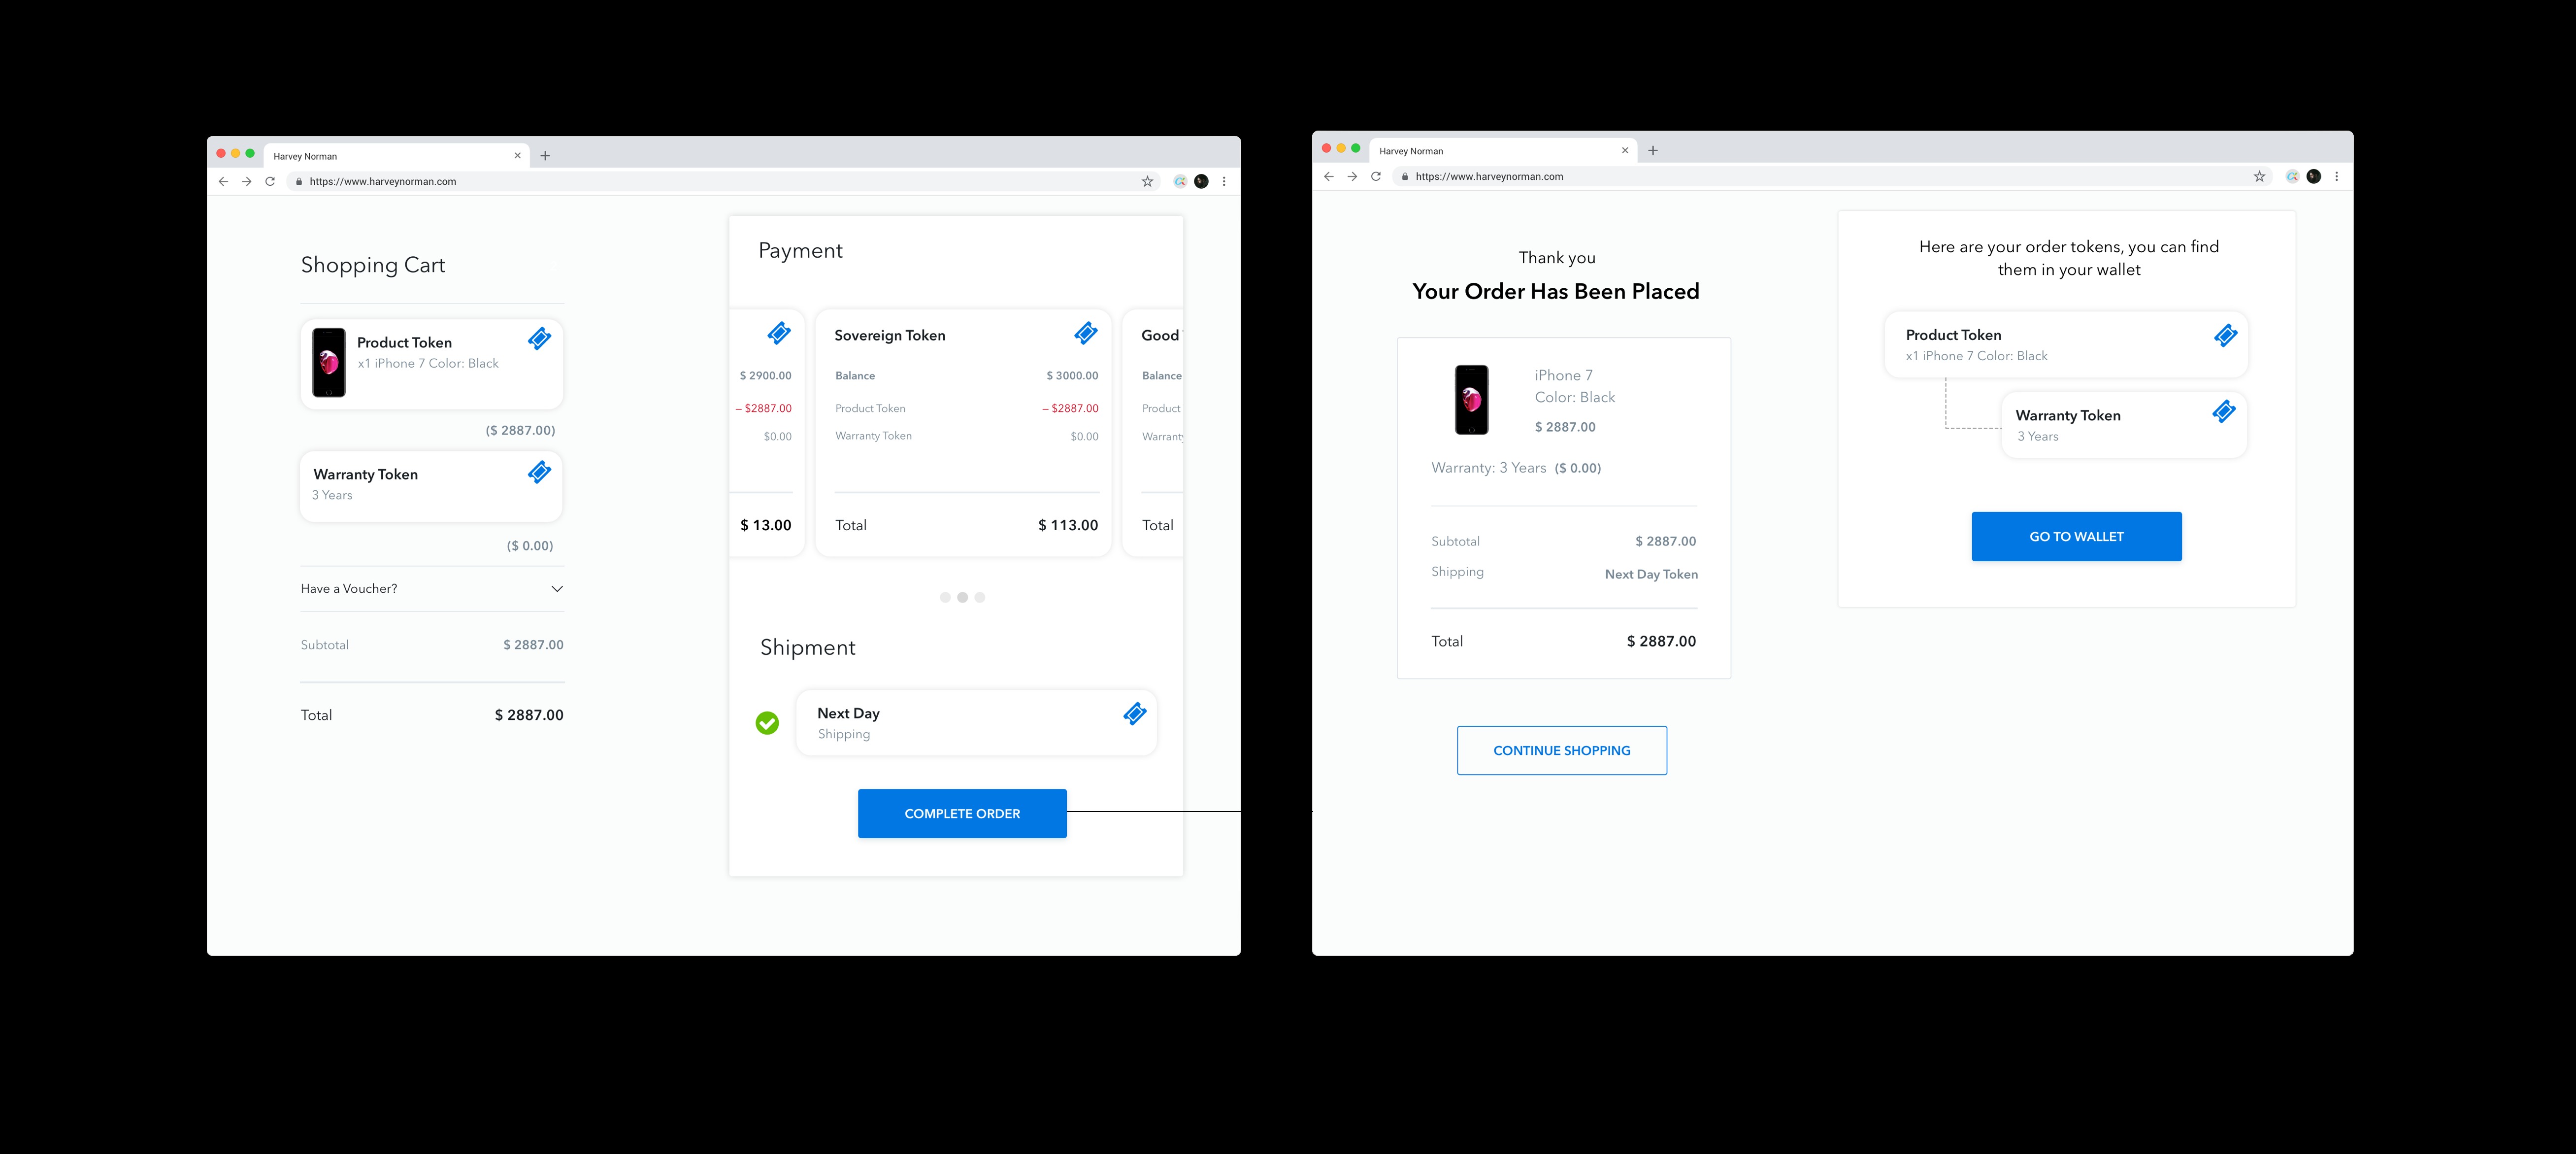 Harvey Norman
https://www.harveynorman.com
Shopping Cart
Product Token
x1 iPhone 7 Color: Black
($ 2887.00)
Warranty Token
3 Years
($ 0.00)
Have a Voucher?
Subtotal $ 2887.00
Total $ 2887.00
Payment
$ 2900.00
– $2887.00
$0.00
$ 13.00
Sovereign Token
Balance $ 3000.00
Product Token – $2887.00
Warranty Token $0.00
Total $ 113.00
Good
Balance
Product
Warranty
Total
Shipment
Next Day
Shipping
COMPLETE ORDER
Harvey Norman
https://www.harveynorman.com
Thank you
Your Order Has Been Placed
iPhone 7
Color: Black
$ 2887.00
Warranty: 3 Years ($ 0.00)
Subtotal $ 2887.00
Shipping Next Day Token
Total $ 2887.00
CONTINUE SHOPPING
Here are your order tokens, you can find
them in your wallet
Product Token
x1 iPhone 7 Color: Black
Warranty Token
3 Years
GO TO WALLET